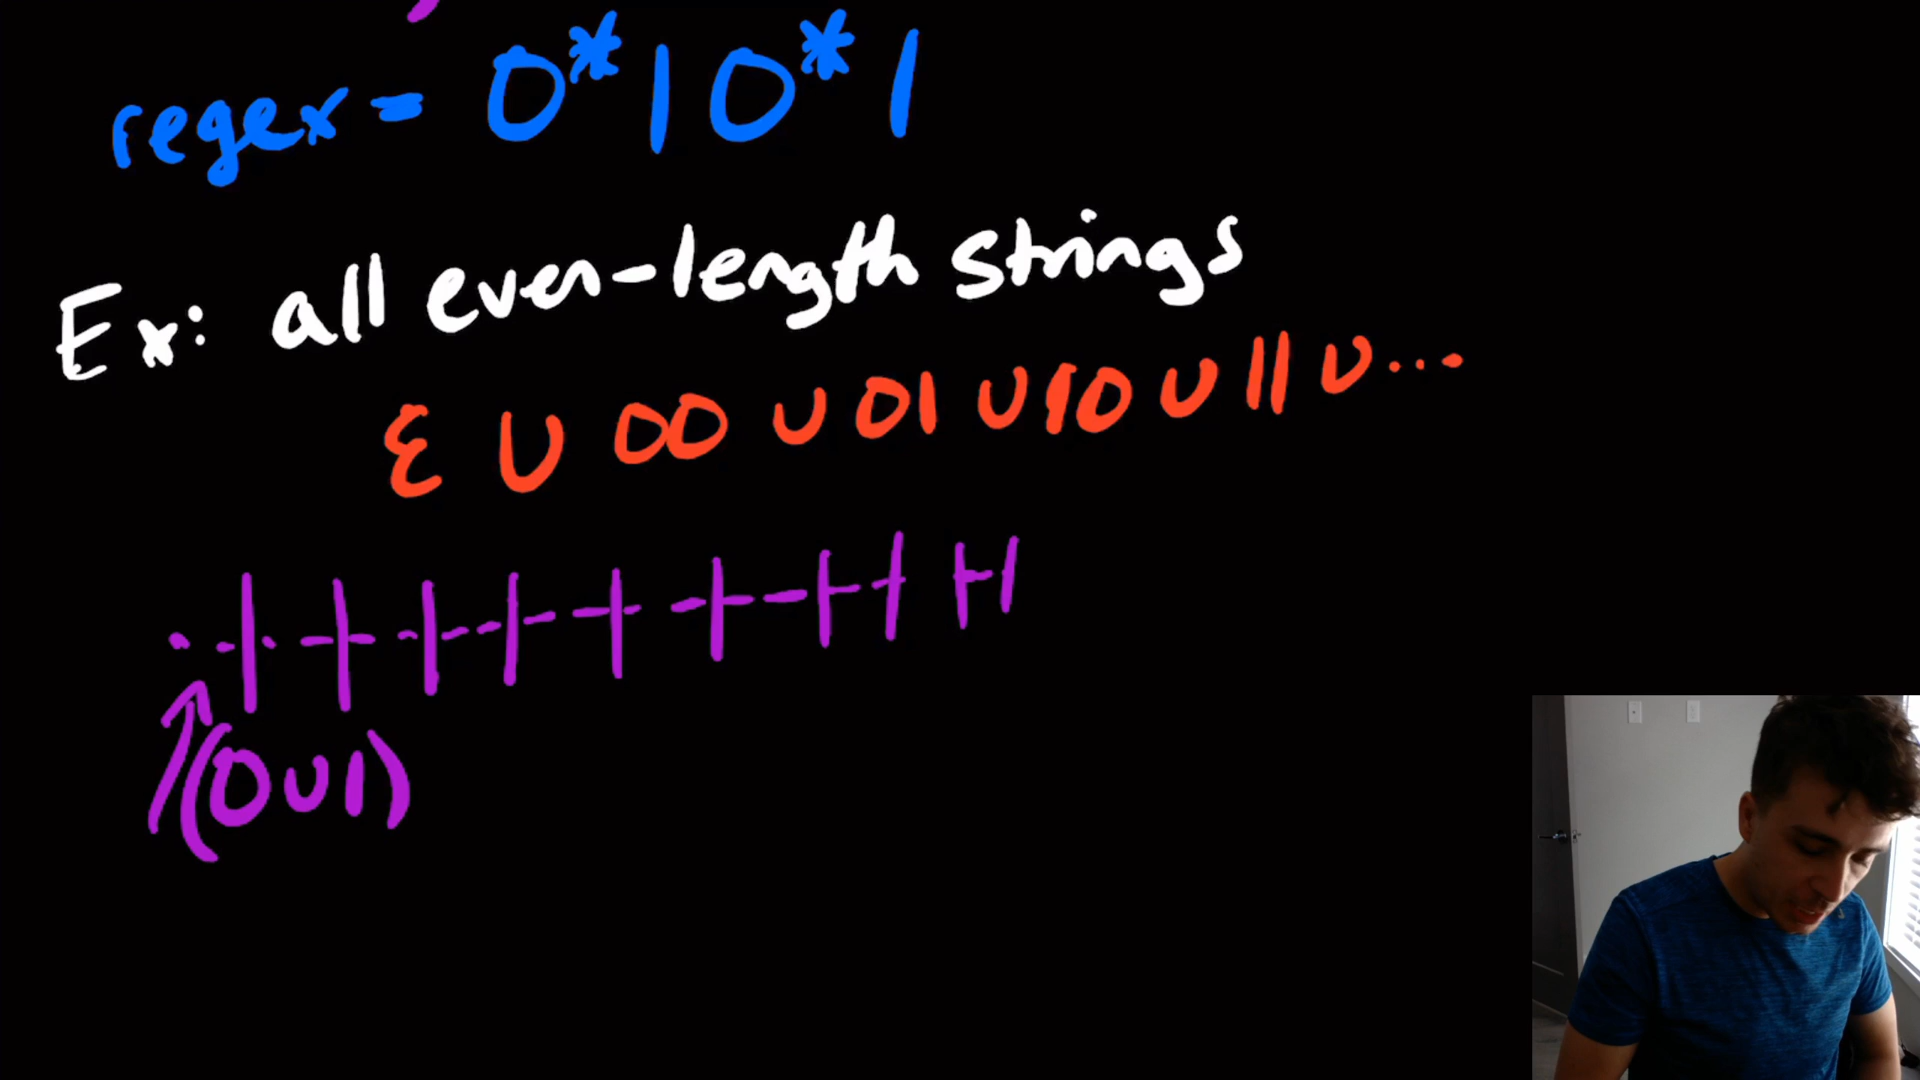 regex = 0*10*1
Ex: all even-length strings
ε ∪ 00 ∪ 01 ∪ 10 ∪ 11 ∪ ...
(0∪1)